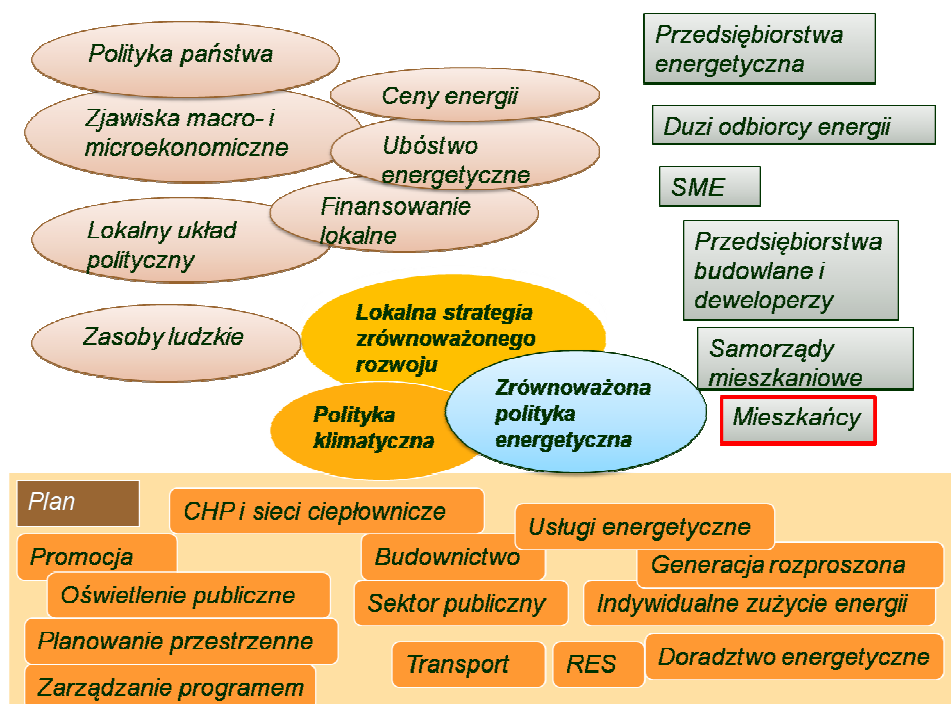 Polityka państwa
Zjawiska macro- i
microekonomiczne
Ceny energii
Ubóstwo
energetyczne
Finansowanie
lokalne
Lokalny układ
polityczny
Zasoby ludzkie
Lokalna strategia
zrównoważonego
rozwoju
Polityka
klimatyczna
Zrównoważona
polityka
energetyczna
Przedsiębiorstwa
energetyczna
Duzi odbiorcy energii
SME
Przedsiębiorstwa
budowlane i
deweloperzy
Samorządy
mieszkaniowe
Mieszkańcy
Plan
CHP i sieci ciepłownicze
Usługi energetyczne
Promocja
Budownictwo
Generacja rozproszona
Oświetlenie publiczne
Sektor publiczny
Indywidualne zużycie energii
Planowanie przestrzenne
Transport
RES
Doradztwo energetyczne
Zarządzanie programem